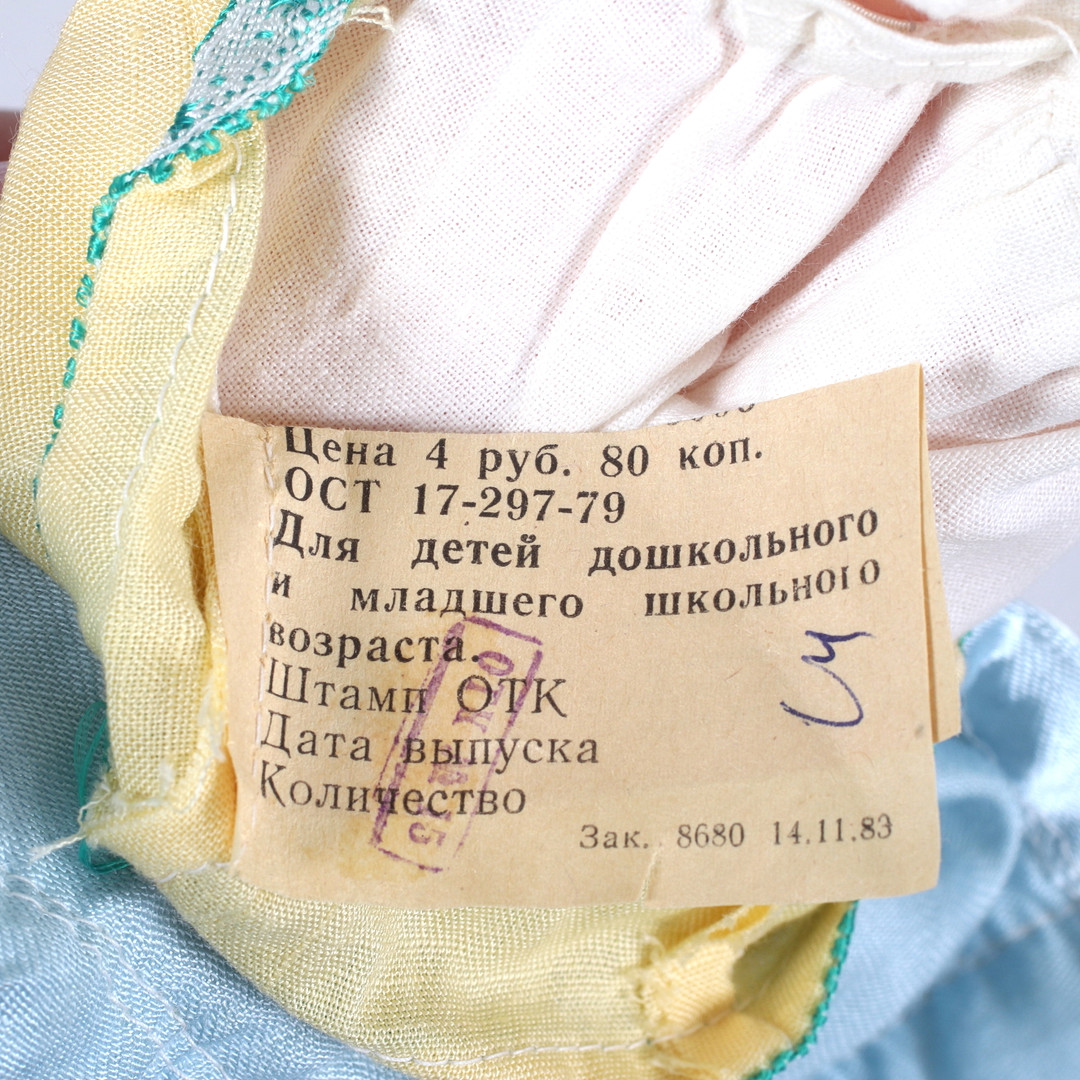 Цена 4 руб. 80 коп.
ОСТ 17-297-79
Для детей дошкольного
и младшего школьного
возраста.
Штамп ОТК
Дата выпуска
Количество
Зак. 8680 14.11.83